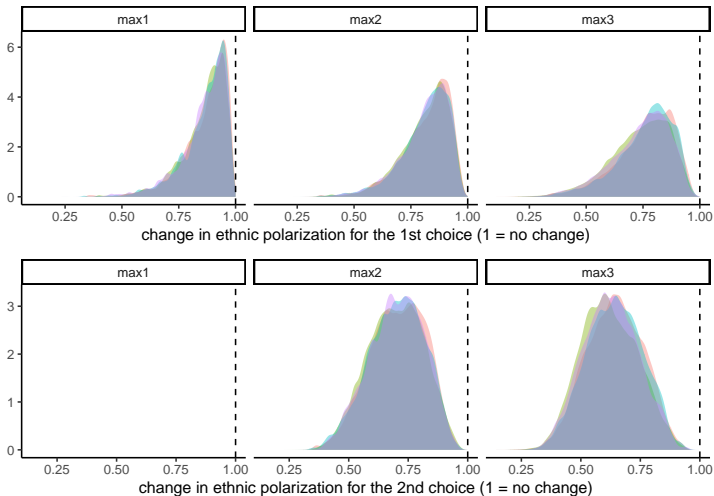 max1 max2 max3
6
4
2
0
0.25 0.50 0.75 1.00 0.25 0.50 0.75 1.00 0.25 0.50 0.75 1.00
change in ethnic polarization for the 1st choice (1 = no change)
max1 max2 max3
3
2
1
0
0.25 0.50 0.75 1.00 0.25 0.50 0.75 1.00 0.25 0.50 0.75 1.00
change in ethnic polarization for the 2nd choice (1 = no change)